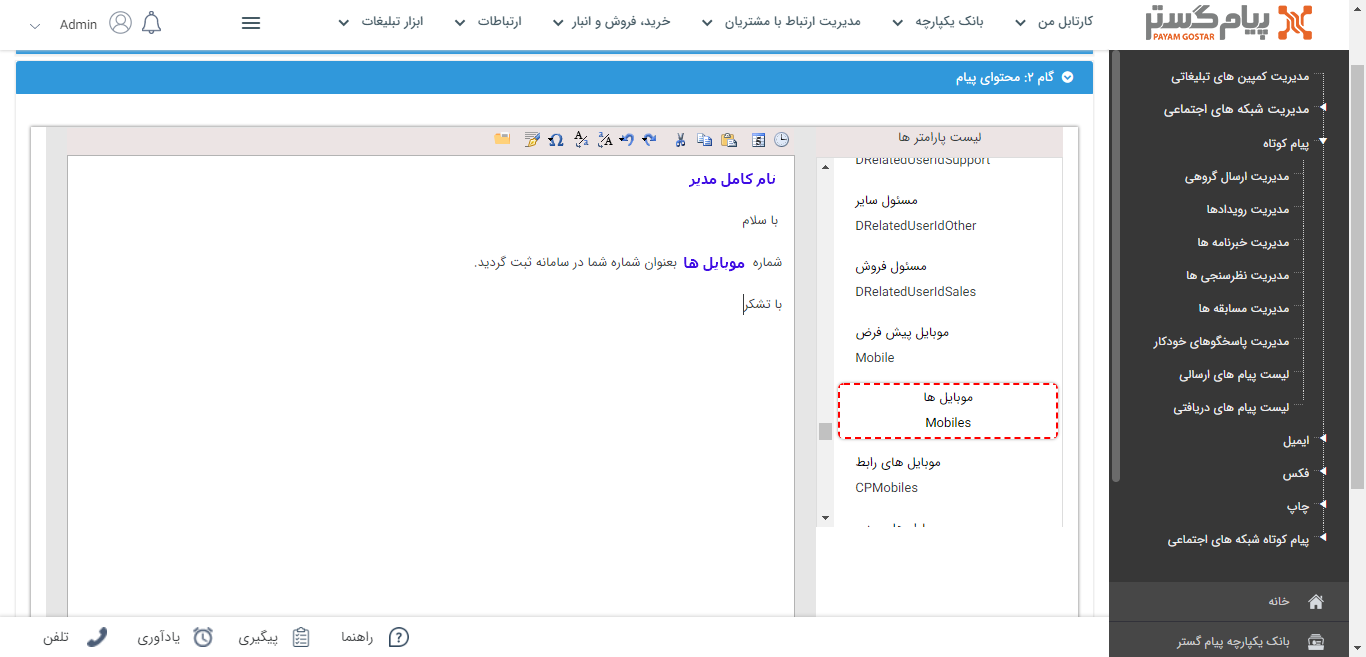 پیام گستر
PAYAM GOSTAR
کارتابل من
بانک یکپارچه
مدیریت ارتباط با مشتریان
خرید، فروش و انبار
ارتباطات
ابزار تبلیغات
Admin
مدیریت کمپین های تبلیغاتی
مدیریت شبکه های اجتماعی
پیام کوتاه
مدیریت ارسال گروهی
مدیریت رویدادها
مدیریت خبرنامه ها
مدیریت نظرسنجی ها
مدیریت مسابقه ها
مدیریت پاسخگوهای خودکار
لیست پیام های ارسالی
لیست پیام های دریافتی
ایمیل
فکس
چاپ
پیام کوتاه شبکه های اجتماعی
خانه
بانک یکپارچه پیام گستر
گام ۲: محتوای پیام
لیست پارامتر ها
DRelatedUserIdSupport
مسئول سایر
DRelatedUserIdOther
مسئول فروش
DRelatedUserIdSales
موبایل پیش فرض
Mobile
موبایل ها
Mobiles
موبایل های رابط
CPMobiles
نام کامل مدیر
با سلام
شماره موبایل ها بعنوان شماره شما در سامانه ثبت گردید.
با تشکر
راهنما
پیگیری
یادآوری
تلفن